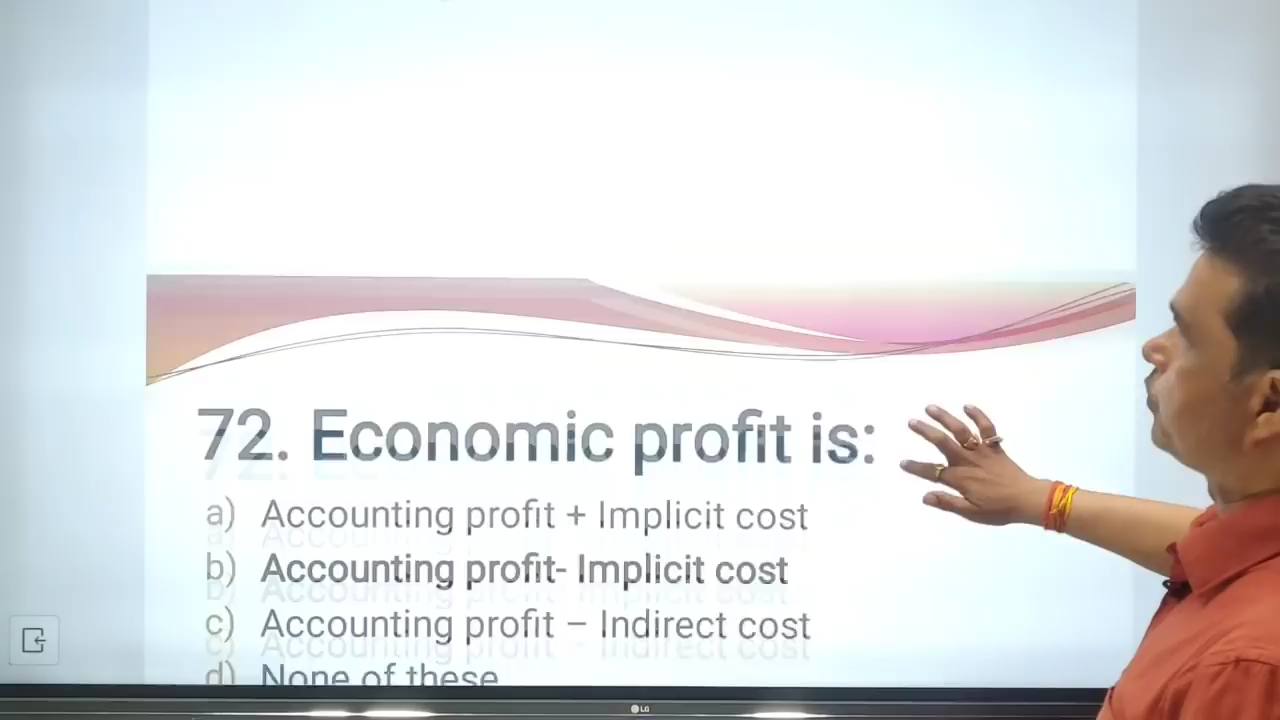 72. Economic profit is:
a) Accounting profit + Implicit cost
b) Accounting profit- Implicit cost
c) Accounting profit – Indirect cost
d) None of these
LG